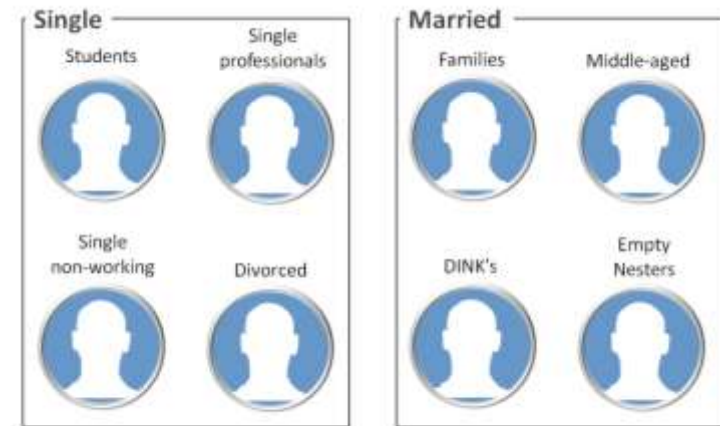 Single
Students
Single
professionals
Single
non-working
Divorced
Married
Families
Middle-aged
DINK's
Empty
Nesters